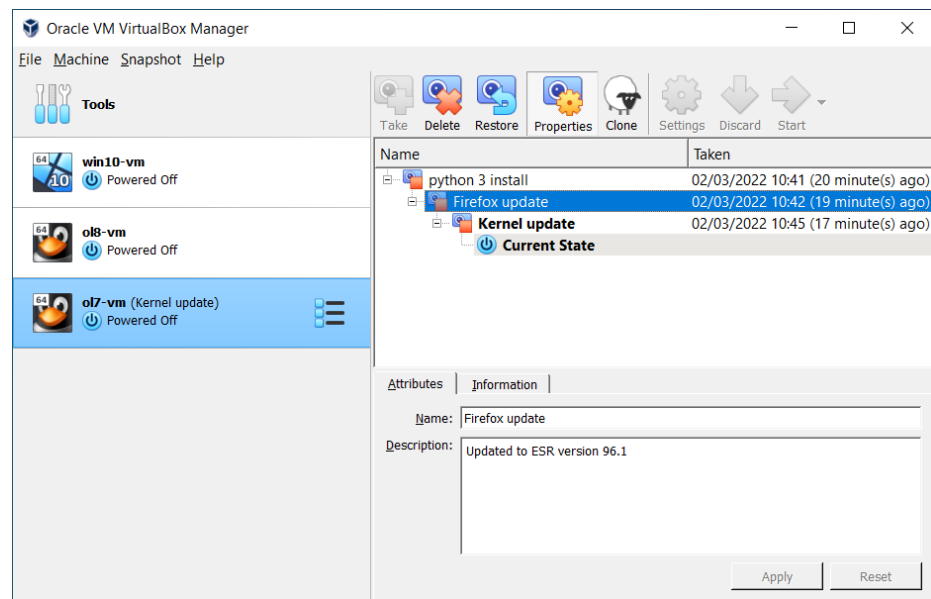 Oracle VM VirtualBox Manager
File Machine Snapshot Help
Tools
64
10
win10-vm
Powered Off
64
ol8-vm
Powered Off
64
ol7-vm (Kernel update)
Powered Off
Take Delete Restore Properties Clone Settings Discard Start
Name Taken
python 3 install 02/03/2022 10:41 (20 minute(s) ago)
Firefox update 02/03/2022 10:42 (19 minute(s) ago)
Kernel update 02/03/2022 10:45 (17 minute(s) ago)
Current State
Attributes Information
Name: Firefox update
Description: Updated to ESR version 96.1
Apply Reset